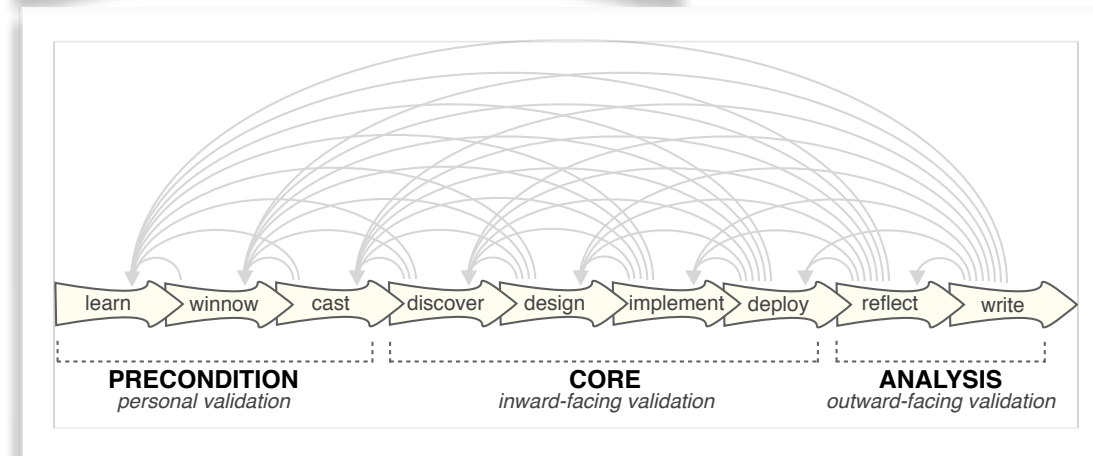 learn winnow cast discover design implement deploy reflect write
PRECONDITION CORE ANALYSIS
personal validation inward-facing validation outward-facing validation